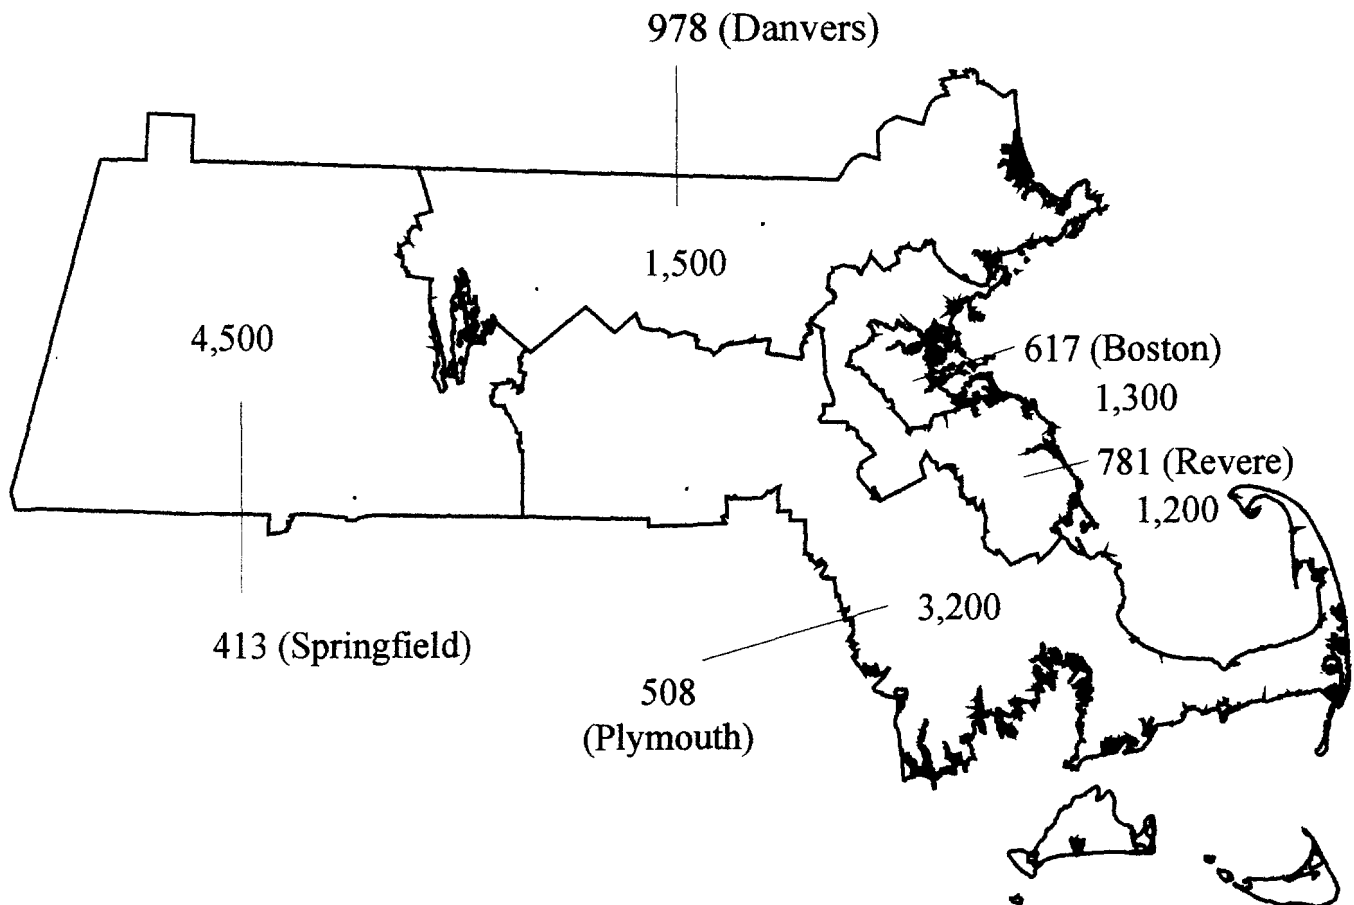 978 (Danvers)
1,500
4,500
617 (Boston)
1,300
781 (Revere)
1,200
3,200
413 (Springfield)
508
(Plymouth)